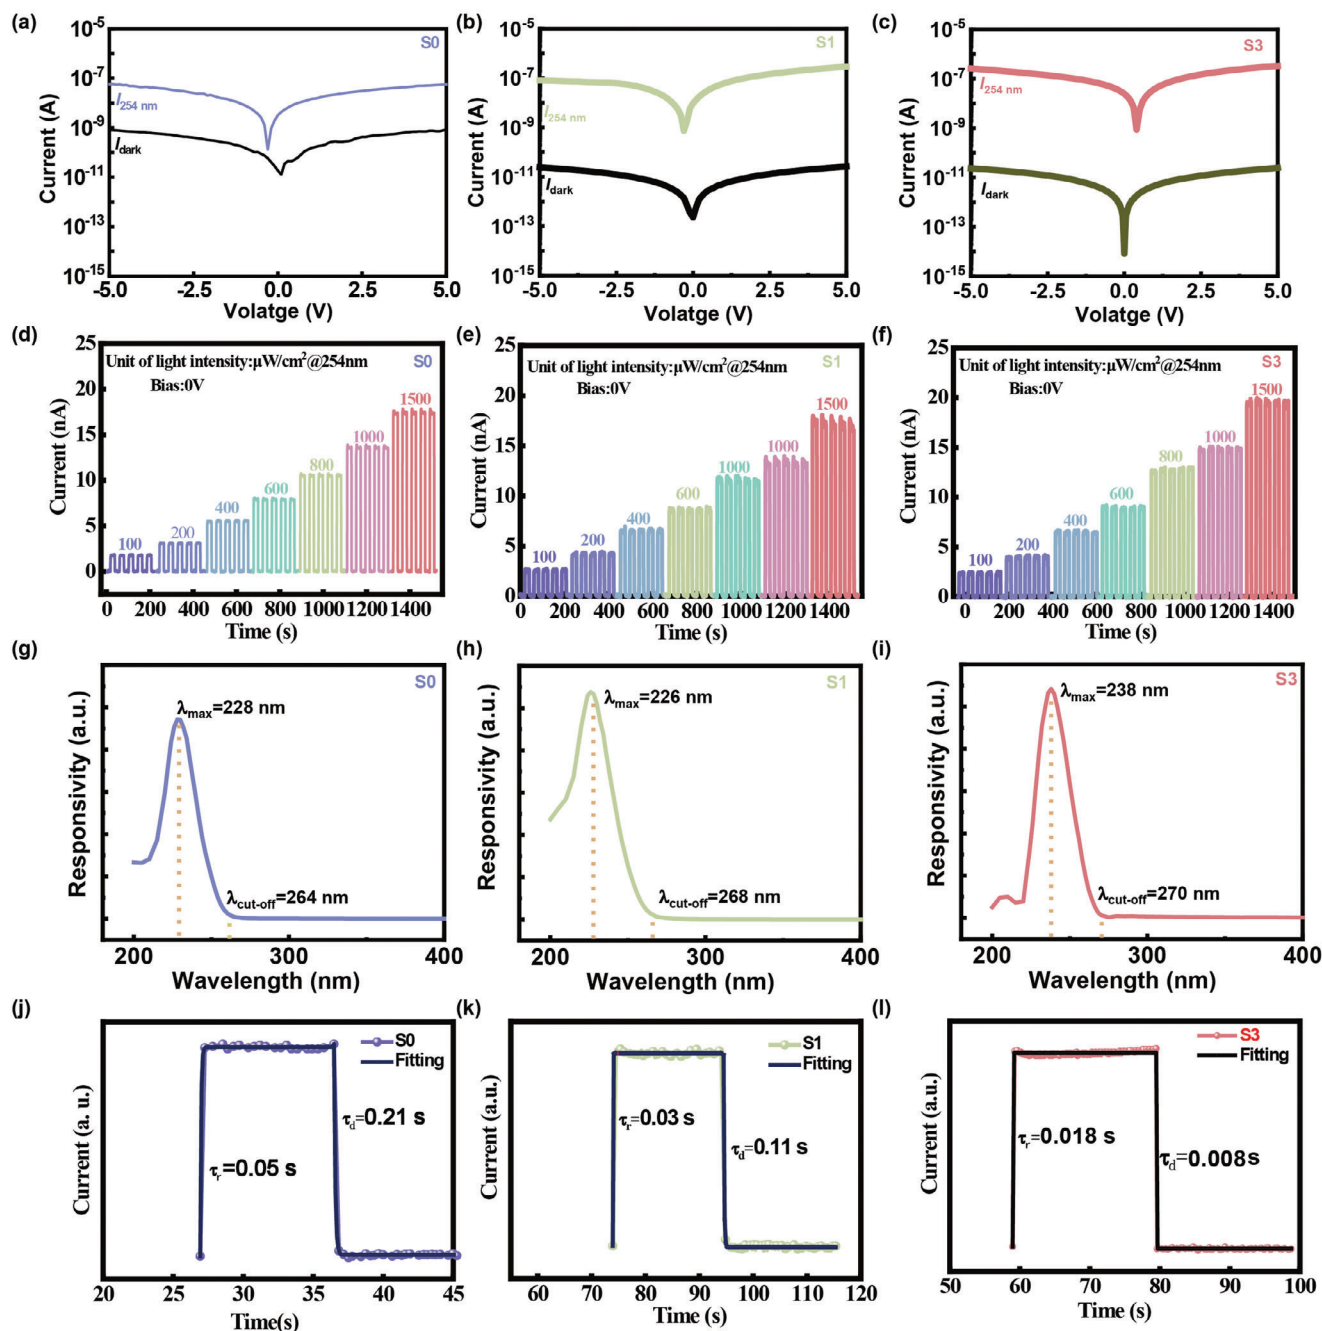 (a)
10⁻⁵
10⁻⁷
10⁻⁹
10⁻¹¹
10⁻¹³
10⁻¹⁵
Current (A)
S0
I254 nm
Idark
-5.0 -2.5 0.0 2.5 5.0
Volatge (V)
(b)
10⁻⁵
10⁻⁷
10⁻⁹
10⁻¹¹
10⁻¹³
10⁻¹⁵
Current (A)
S1
I254 nm
Idark
-5.0 -2.5 0.0 2.5 5.0
Volatge (V)
(c)
10⁻⁵
10⁻⁷
10⁻⁹
10⁻¹¹
10⁻¹³
10⁻¹⁵
Current (A)
S3
I254 nm
Idark
-5.0 -2.5 0.0 2.5 5.0
Volatge (V)
(d)
25
20
15
10
5
0
Current (nA)
Unit of light intensity:μW/cm²@254nm
Bias:0V
S0
100 200 400 600 800 1000 1500
0 200 400 600 800 1000 1200 1400
Time (s)
(e)
25
20
15
10
5
0
Current (nA)
Unit of light intensity:μW/cm²@254nm
Bias:0V
S1
100 200 400 600 1000 1000 1500
0 200 400 600 800 1000 1200 1400
Time (s)
(f)
25
20
15
10
5
0
Current (nA)
Unit of light intensity:μW/cm²@254nm
Bias:0V
S3
100 200 400 600 800 1000 1500
0 200 400 600 800 1000 1200 1400
Time (s)
(g)
Responsivity (a.u.)
S0
λmax=228 nm
λcut-off=264 nm
200 300 400
Wavelength (nm)
(h)
Responsivity (a.u.)
S1
λmax=226 nm
λcut-off=268 nm
200 300 400
Wavelength (nm)
(i)
Responsivity (a.u.)
S3
λmax=238 nm
λcut-off=270 nm
200 300 400
Wavelength (nm)
(j)
Current (a. u.)
S0
Fitting
τd=0.21 s
τr=0.05 s
20 25 30 35 40 45
Time(s)
(k)
Current (a.u.)
S1
Fitting
τr=0.03 s
τd=0.11 s
60 70 80 90 100 110 120
Time (s)
(l)
Current (a.u.)
S3
Fitting
τr=0.018 s
τd=0.008s
50 60 70 80 90 100
Time (s)